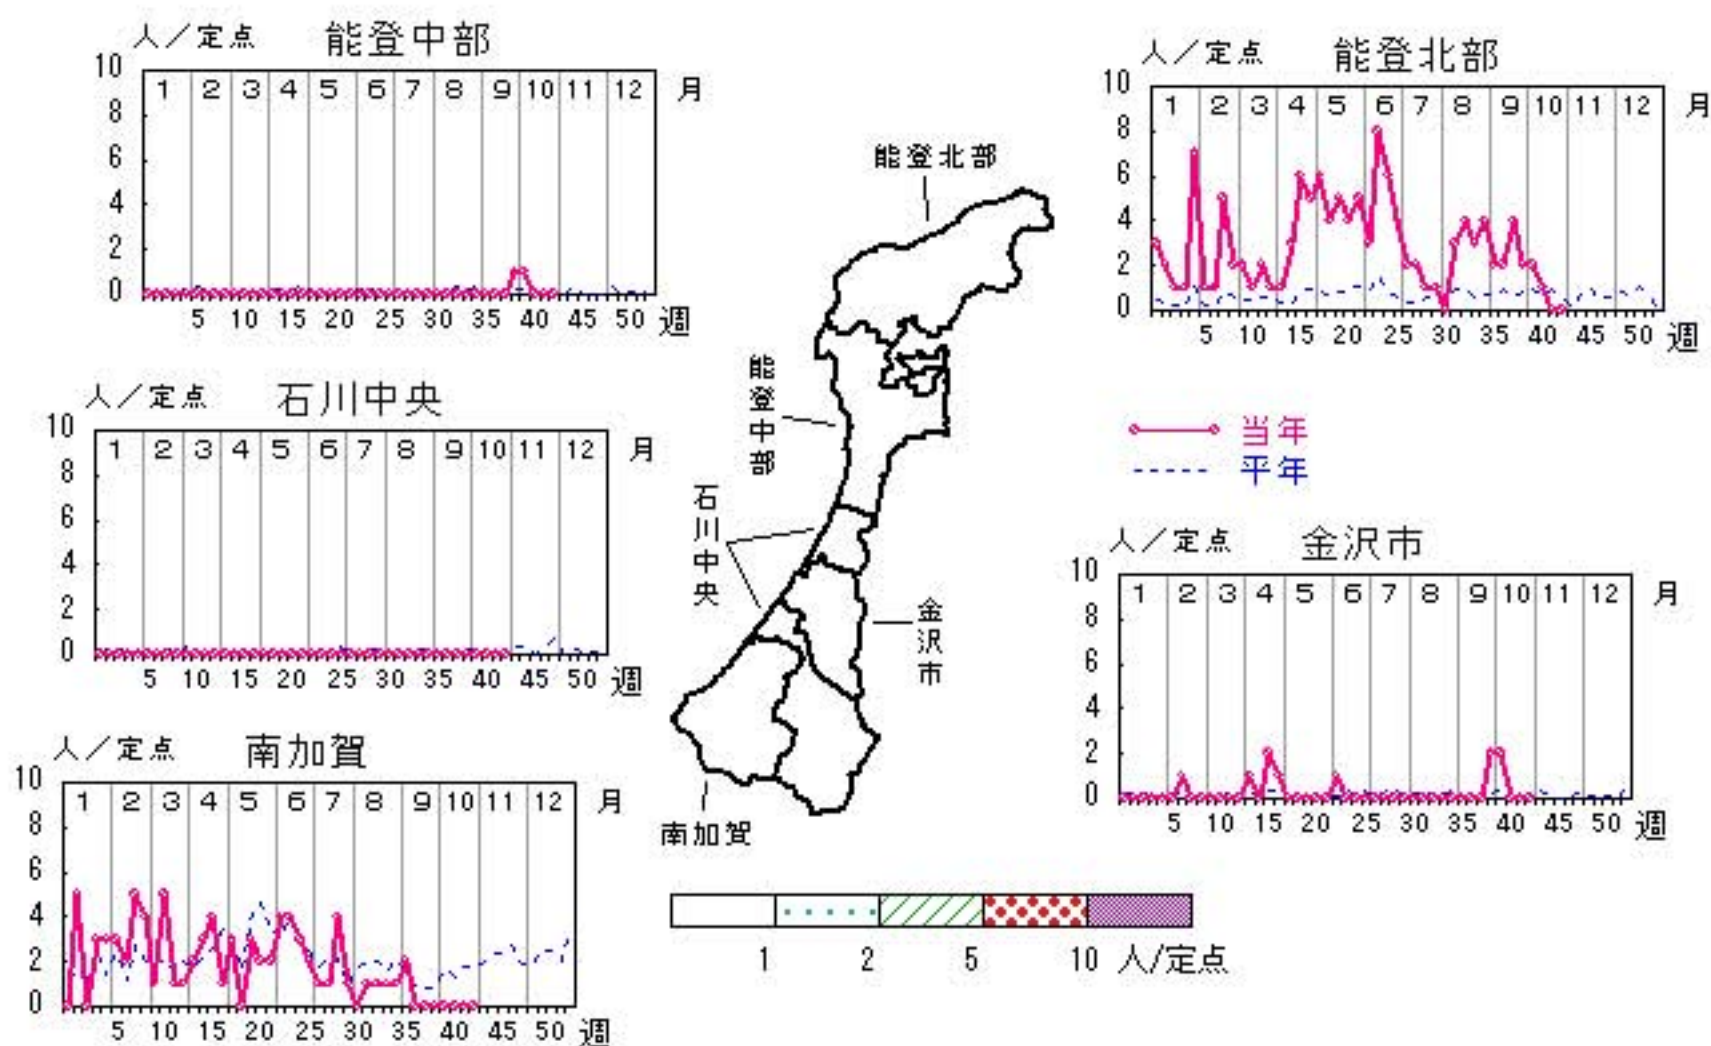 人／定点 能登中部
10 8 6 4 2 0
1 2 3 4 5 6 7 8 9 10 11 12 月
5 10 15 20 25 30 35 40 45 50 週
人／定点 能登北部
10 8 6 4 2 0
1 2 3 4 5 6 7 8 9 10 11 12 月
5 10 15 20 25 30 35 40 45 50 週
人／定点 石川中央
10 8 6 4 2 0
1 2 3 4 5 6 7 8 9 10 11 12 月
5 10 15 20 25 30 35 40 45 50 週
当年
平年
人／定点 金沢市
10 8 6 4 2 0
1 2 3 4 5 6 7 8 9 10 11 12 月
5 10 15 20 25 30 35 40 45 50 週
人／定点 南加賀
10 8 6 4 2 0
1 2 3 4 5 6 7 8 9 10 11 12 月
5 10 15 20 25 30 35 40 45 50 週
能登北部
能登中部
石川中央
金沢市
南加賀
1 2 5 10 人/定点